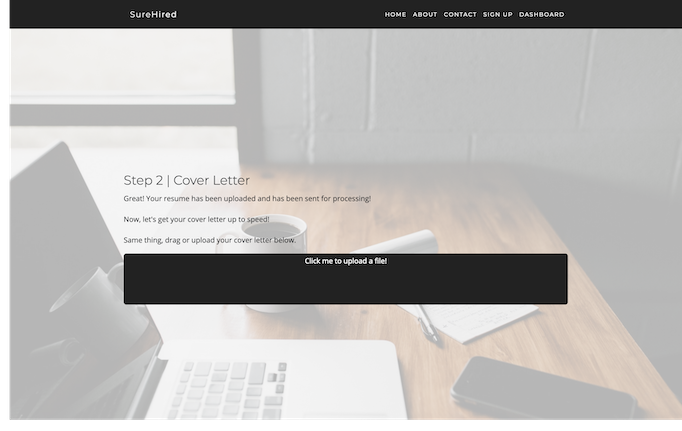 SureHired
HOME ABOUT CONTACT SIGN UP DASHBOARD
Step 2 | Cover Letter
Great! Your resume has been uploaded and has been sent for processing!
Now, let's get your cover letter up to speed!
Same thing, drag or upload your cover letter below.
Click me to upload a file!